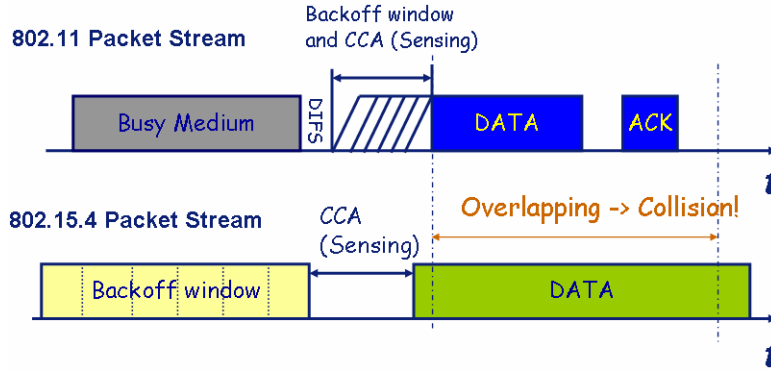 Backoff window
and CCA (Sensing)
802.11 Packet Stream
Busy Medium
DIFS
DATA
ACK
t
802.15.4 Packet Stream
CCA
(Sensing)
Overlapping -> Collision!
Backoff window
DATA
t